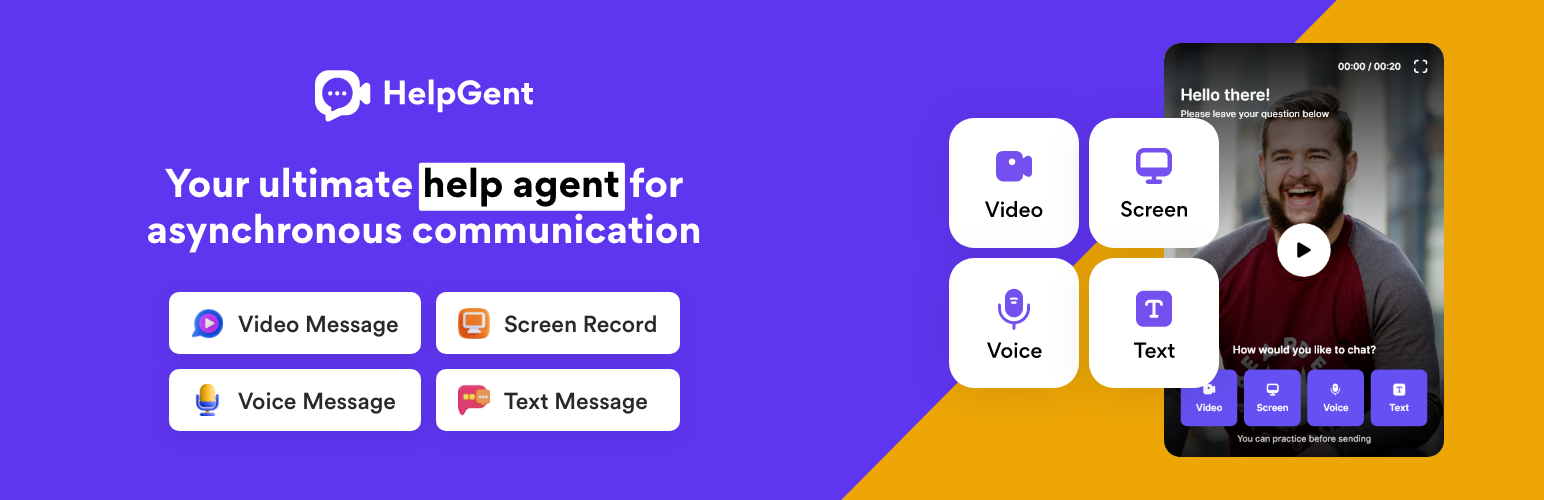 HelpGent
Your ultimate help agent for
asynchronous communication
Video Message
Screen Record
Voice Message
Text Message
Video
Screen
Voice
Text
00:00 / 00:20
Hello there!
Please leave your question below
How would you like to chat?
Video
Screen
Voice
Text
You can practice before sending